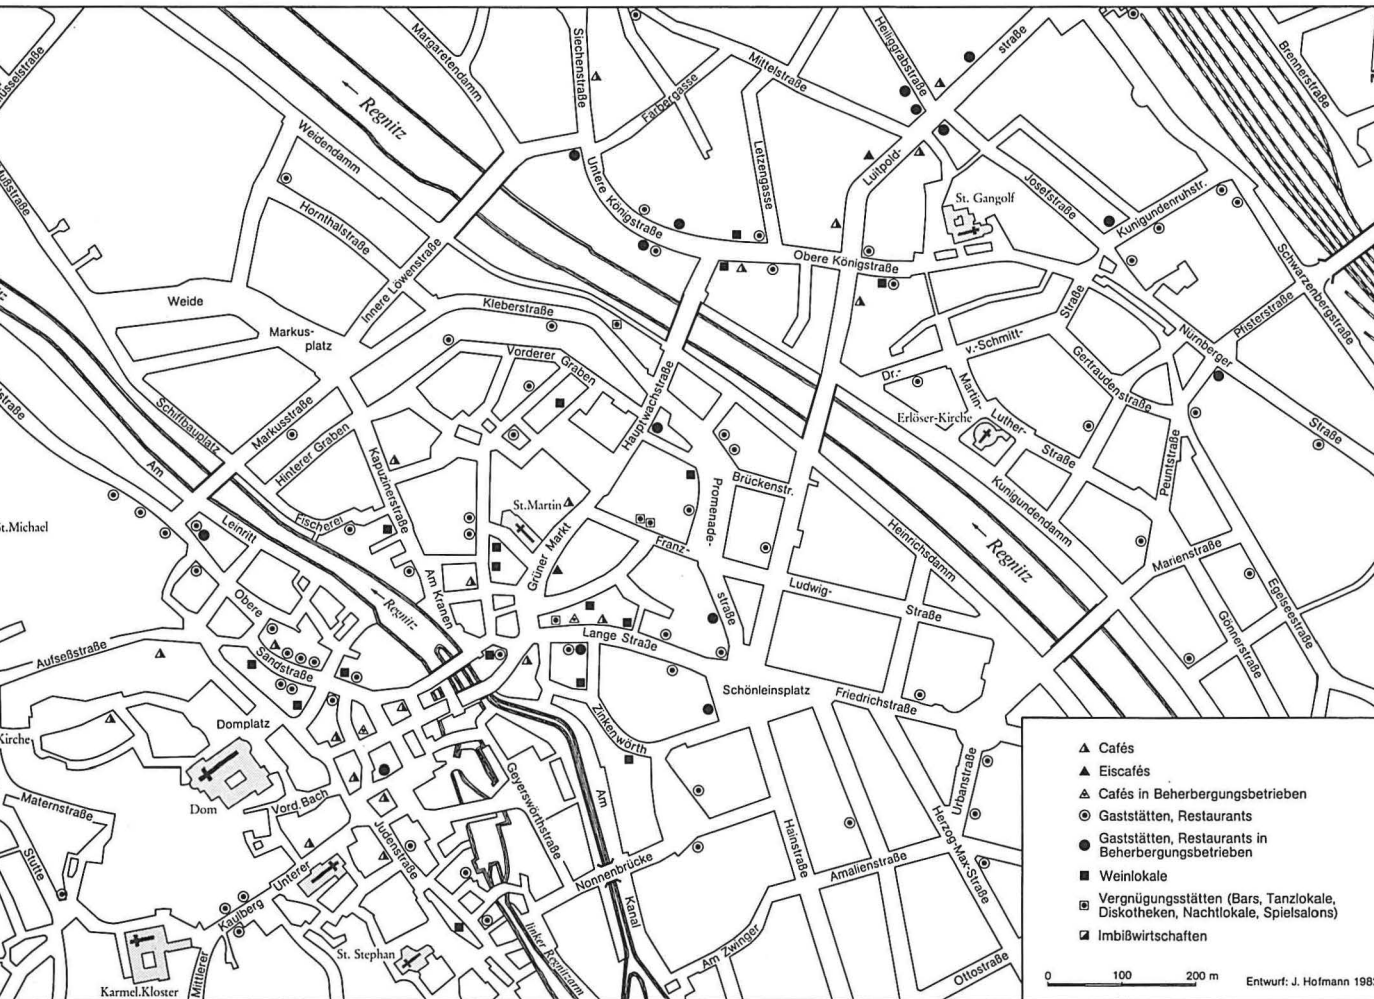 Margaretendamm
Siechenstraße
Heiliggrabstraße
straße
Brennerstraße
Mittelstraße
Färbergasse
Regnitz
Weidendamm
Letzengasse
Luitpold-
Untere Königstraße
St. Gangolf
Josefstraße
Kunigundenruhstr.
Hornthalstraße
Innere Löwenstraße
Obere Königstraße
Schwarzenbergstraße
Weide
Kleberstraße
Straße
Pfisterstraße
Markus-
platz
Nürnberger
v.-Schmitt-
Vorderer Graben
Dr.-
Martin-
Gertraudenstraße
Hauptwachstraße
Schiffbauplatz
Markusstraße
Erlöser-Kirche
Luther-
Straße
Straße
Hinterer Graben
Kapuzinerstraße
Peuntstraße
Am
Brückenstr.
Promenade-
Kunigundendamm
St.Martin
St.Michael
Leinritt
Fischerei
Grüner Markt
Franz-
Heinrichsdamm
Regnitz
Marienstraße
Am Kranen
Ludwig-
Straße
Egelseestraße
Obere
Regnitz
straße
Gönnerstraße
Lange Straße
Aufseßstraße
Sandstraße
Schönleinsplatz
Friedrichstraße
Domplatz
Zinkenwörth
Kirche
Dom
Vord. Bach
Geyerswörthstraße
Am
Urbanstraße
Maternstraße
Judenstraße
Hainstraße
Herzog-Max-Straße
Stütte
Unterer
Nonnenbrücke
Amalienstraße
Kaulberg
Kanal
linker Regnitzarm
Am Zwinger
St. Stephan
Mittlerer
Karmel.Kloster
Ottostraße
Cafés
Eiscafés
Cafés in Beherbergungsbetrieben
Gaststätten, Restaurants
Gaststätten, Restaurants in
Beherbergungsbetrieben
Weinlokale
Vergnügungsstätten (Bars, Tanzlokale,
Diskotheken, Nachtlokale, Spielsalons)
Imbißwirtschaften
0 100 200 m
Entwurf: J. Hofmann